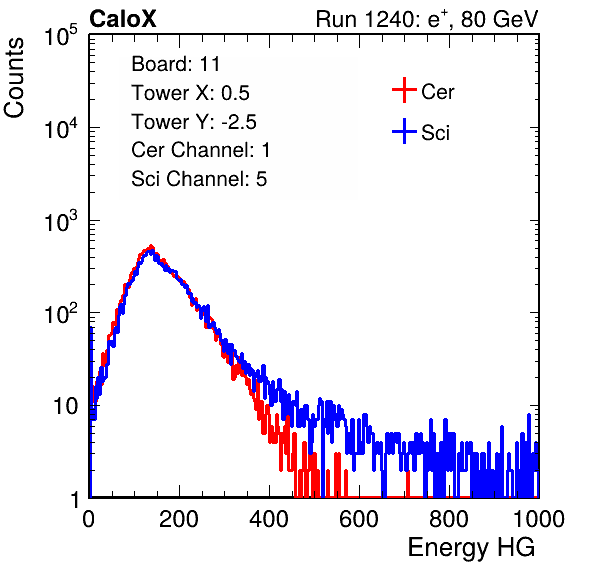 CaloX Run 1240: e⁺, 80 GeV
Counts
10⁵
10⁴
10³
10²
10
1
Board: 11
Tower X: 0.5
Tower Y: -2.5
Cer Channel: 1
Sci Channel: 5
Cer
Sci
0 200 400 600 800 1000
Energy HG